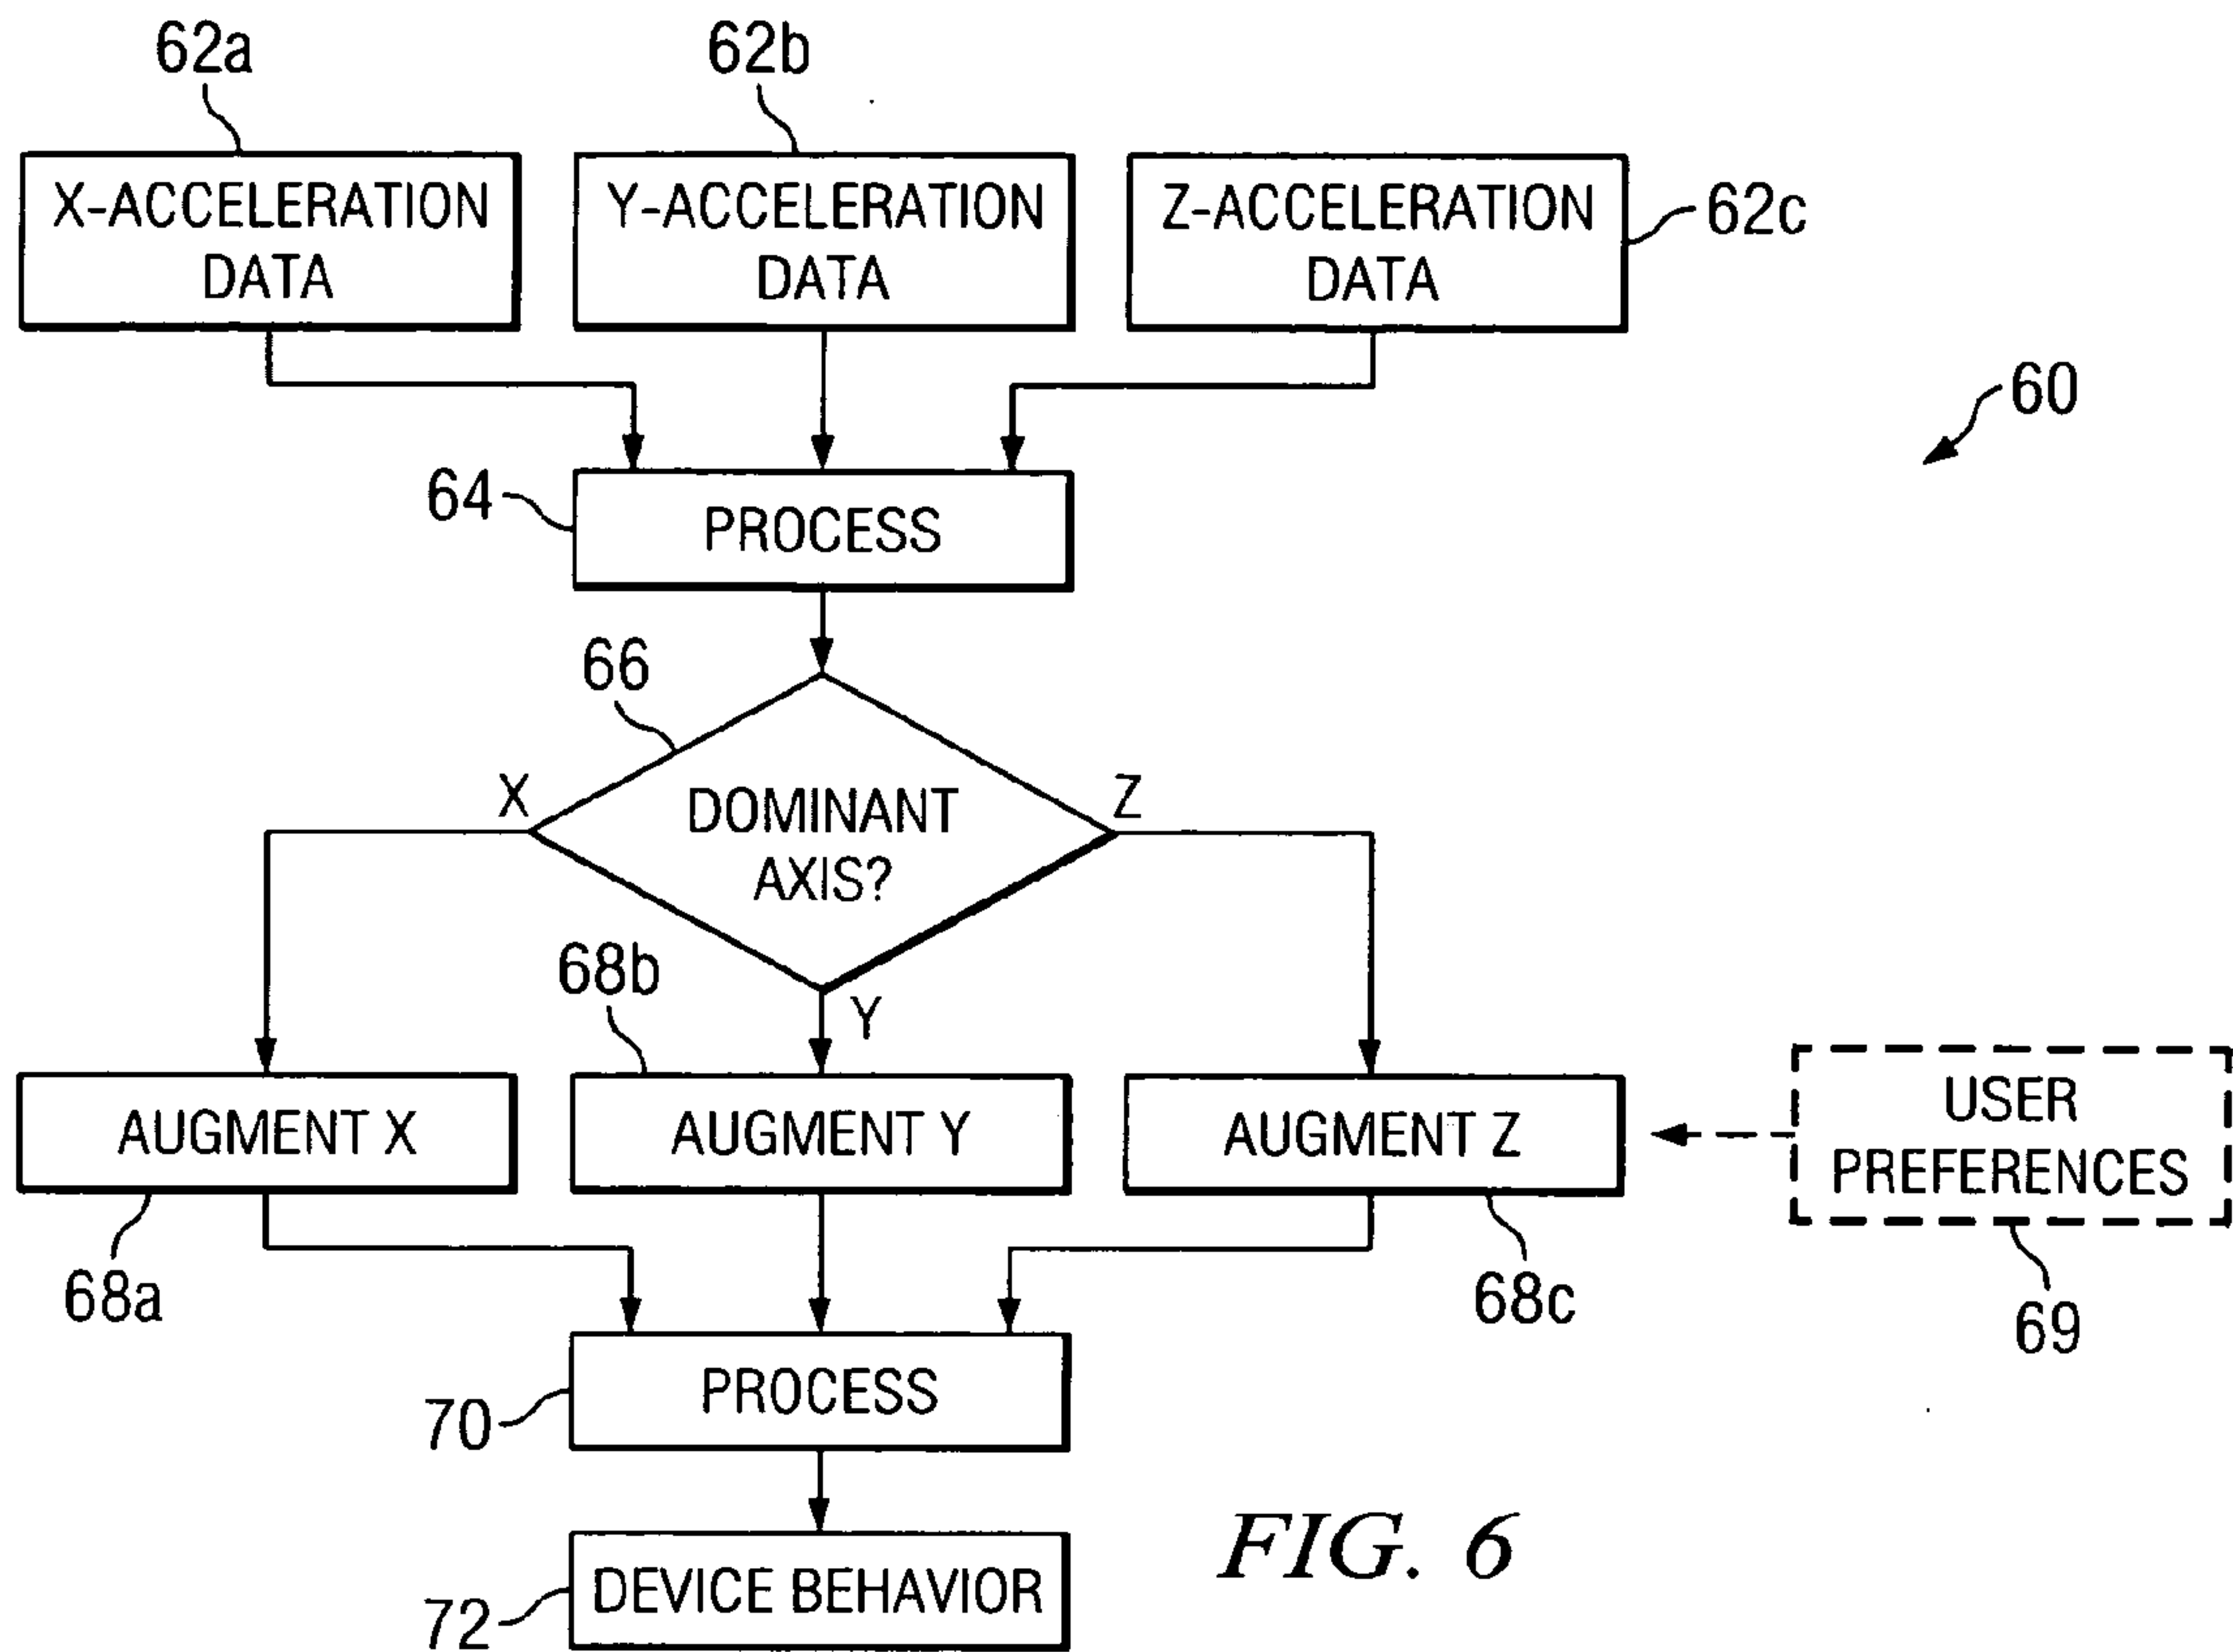 62a
62b
X-ACCELERATION
DATA
Y-ACCELERATION
DATA
Z-ACCELERATION
DATA
62c
60
64
PROCESS
66
X
DOMINANT
AXIS?
Z
68b
Y
AUGMENT X
AUGMENT Y
AUGMENT Z
USER
PREFERENCES
68a
68c
69
70
PROCESS
72
DEVICE BEHAVIOR
FIG. 6